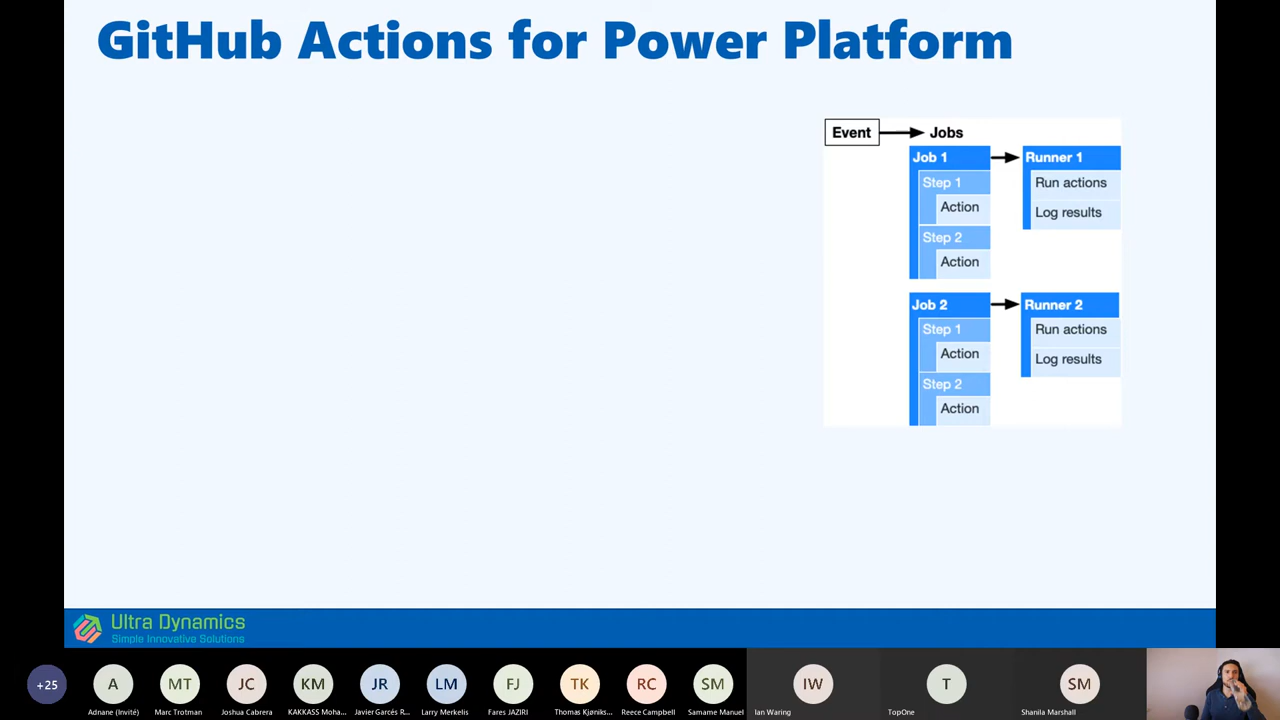 GitHub Actions for Power Platform
Event
Jobs
Job 1
Runner 1
Step 1
Run actions
Action
Log results
Step 2
Action
Job 2
Runner 2
Step 1
Run actions
Action
Log results
Step 2
Action
Ultra Dynamics
Simple Innovative Solutions
+25
A
MT
JC
KM
JR
LM
FJ
TK
RC
SM
IW
T
SM
Adnane (Invité)
Marc Trotman
Joshua Cabrera
KAKKASS Moha...
Javier Garcés R...
Larry Merkelis
Fares JAZIRI
Thomas Kjøniks...
Reece Campbell
Samame Manuel
Ian Waring
TopOne
Shanila Marshall